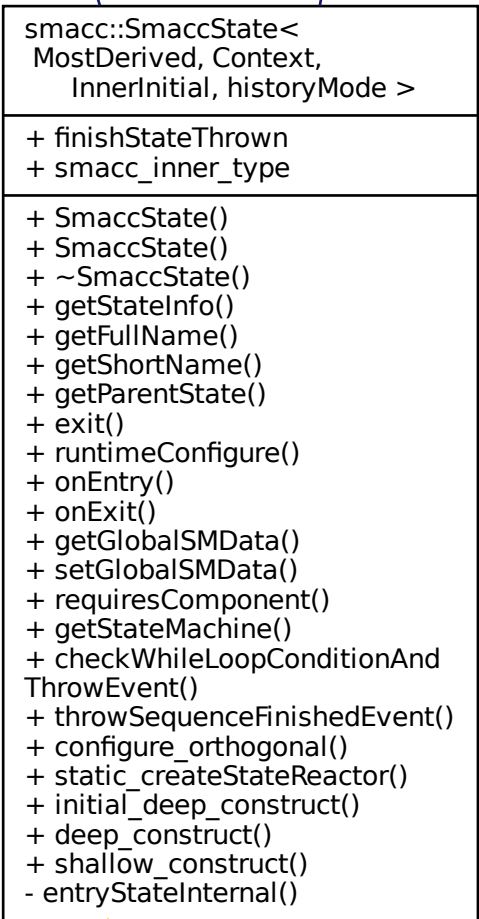 smacc::SmaccState<
MostDerived, Context,
InnerInitial, historyMode >
+ finishStateThrown
+ smacc_inner_type
+ SmaccState()
+ SmaccState()
+ ~SmaccState()
+ getStateInfo()
+ getFullName()
+ getShortName()
+ getParentState()
+ exit()
+ runtimeConfigure()
+ onEntry()
+ onExit()
+ getGlobalSMData()
+ setGlobalSMData()
+ requiresComponent()
+ getStateMachine()
+ checkWhileLoopConditionAnd
ThrowEvent()
+ throwSequenceFinishedEvent()
+ configure_orthogonal()
+ static_createStateReactor()
+ initial_deep_construct()
+ deep_construct()
+ shallow_construct()
- entryStateInternal()